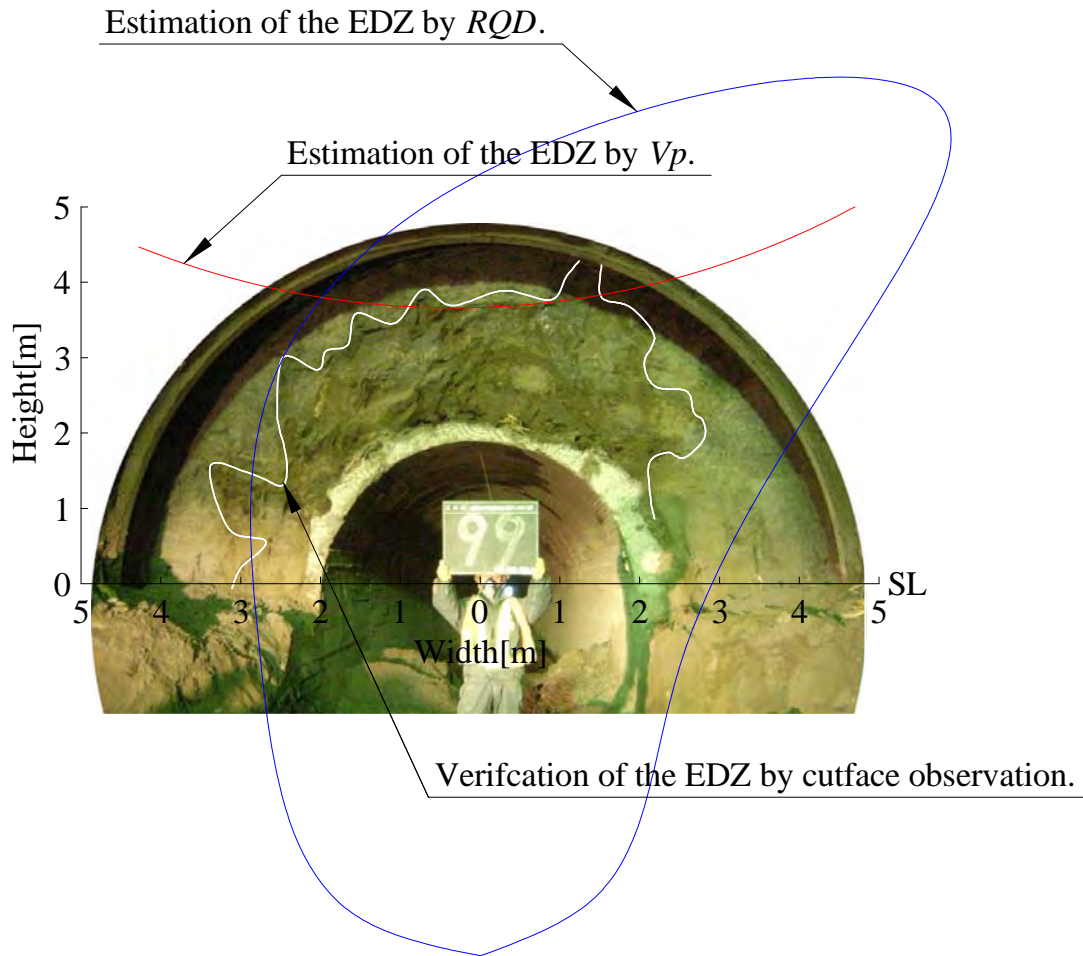 Estimation of the EDZ by RQD.
Estimation of the EDZ by Vp.
5
4
3
2
1
0
Height[m]
5 4 3 2 1 0 1 2 3 4 5 SL
Width[m]
99
Verifcation of the EDZ by cutface observation.